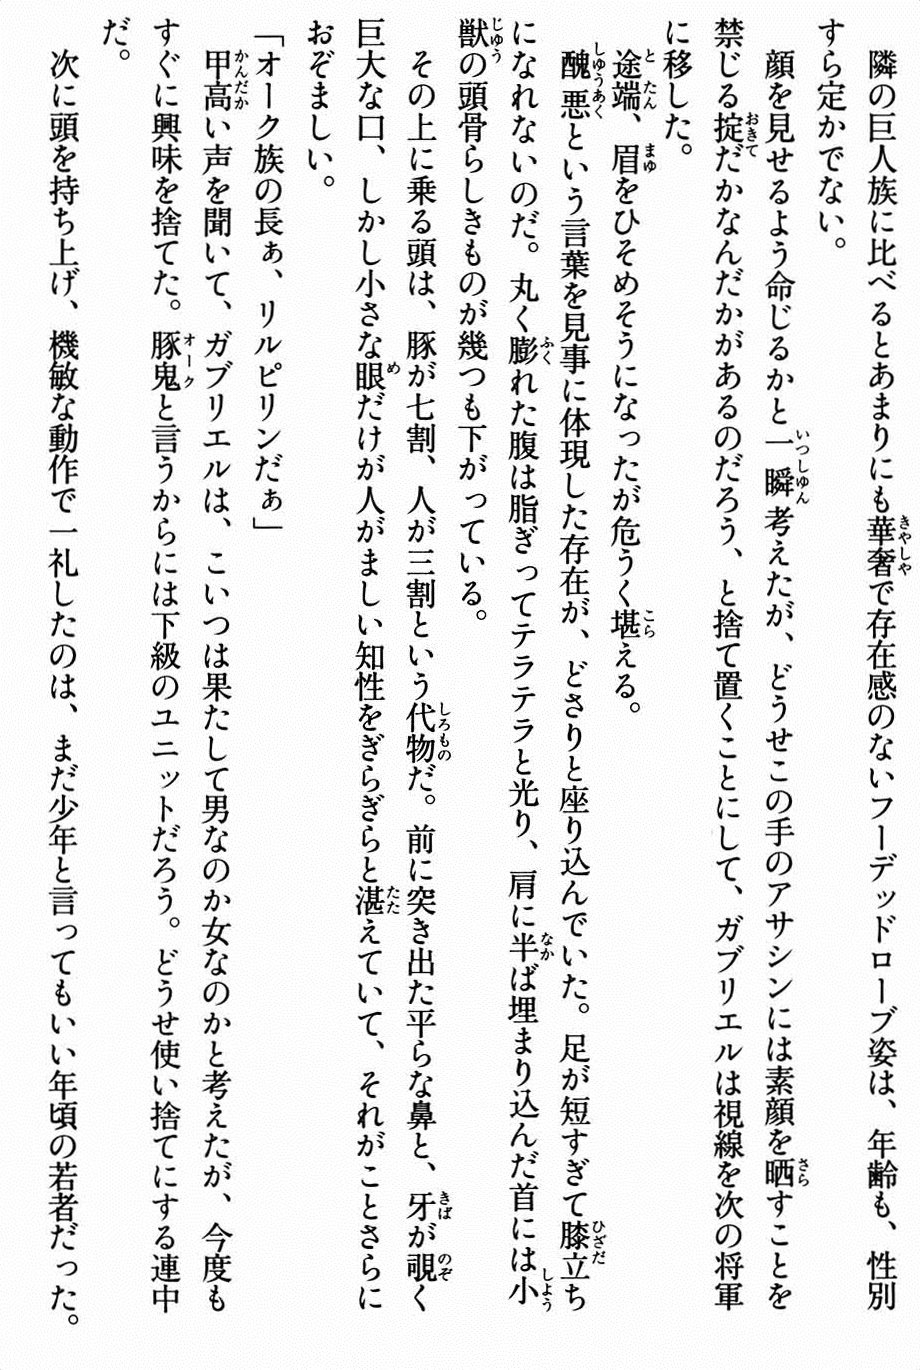 隣の巨人族に比べるとあまりにも華奢で存在感のないフーデッドローブ姿は、年齢も、性別
すら定かでない。
顔を見せるよう命じるかと一瞬考えたが、どうせこの手のアサシンには素顔を晒すことを
禁じる掟だかなんだかがあるのだろう、と捨て置くことにして、ガブリエルは視線を次の将軍
に移した。
途端、眉をひそめそうになったが危うく堪える。
醜悪という言葉を見事に体現した存在が、どさりと座り込んでいた。足が短すぎて膝立ち
になれないのだ。丸く膨れた腹は脂ぎってテラテラと光り、肩に半ば埋まり込んだ首には小
獣の頭骨らしきものが幾つも下がっている。
その上に乗る頭は、豚が七割、人が三割という代物だ。前に突き出た平らな鼻と、牙が覗く
巨大な口、しかし小さな眼だけが人がましい知性をぎらぎらと湛えていて、それがことさらに
おぞましい。
「オーク族の長ぁ、リルピリンだぁ」
甲高い声を聞いて、ガブリエルは、こいつは果たして男なのか女なのかと考えたが、今度も
すぐに興味を捨てた。豚鬼と言うからには下級のユニットだろう。どうせ使い捨てにする連中
だ。
次に頭を持ち上げ、機敏な動作で一礼したのは、まだ少年と言ってもいい年頃の若者だった。